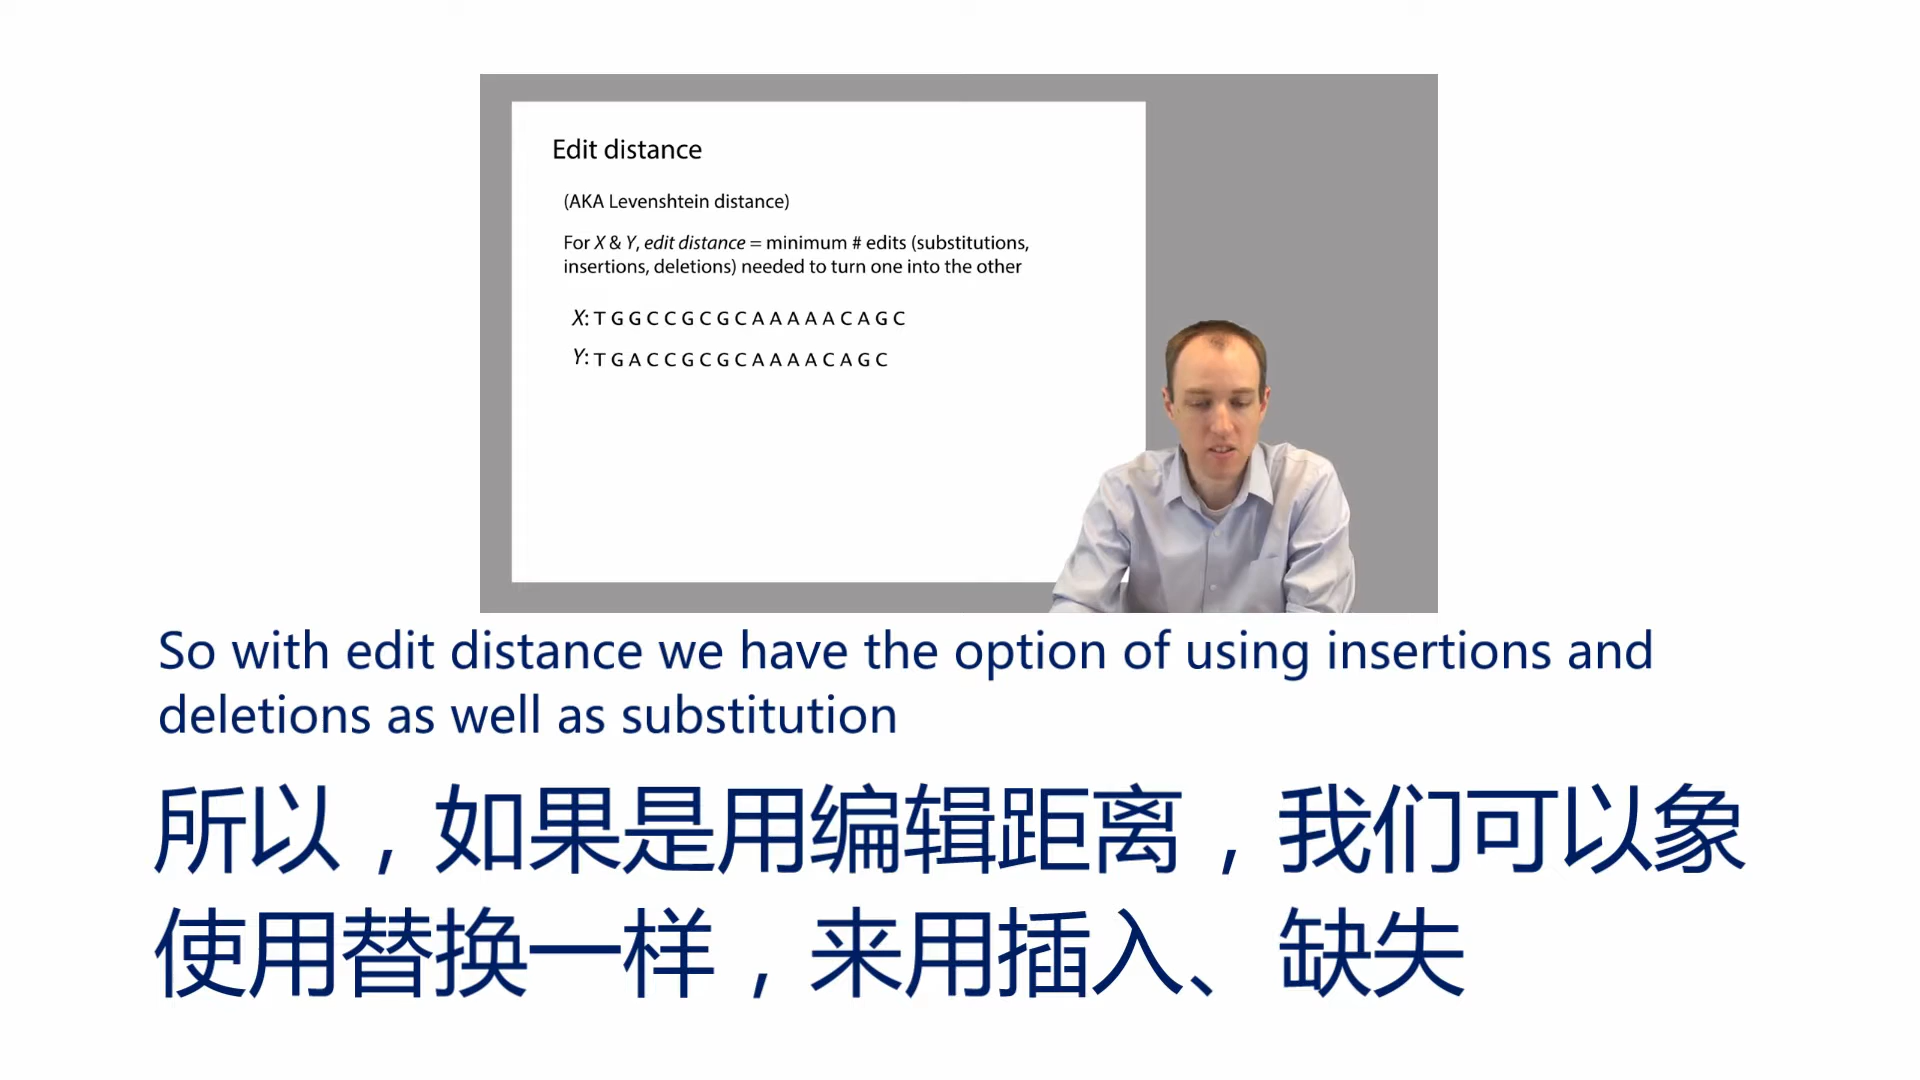 Edit distance
(AKA Levenshtein distance)
For X & Y, edit distance = minimum # edits (substitutions,
insertions, deletions) needed to turn one into the other
X: T G G C C G C G C A A A A A C A G C
Y: T G A C C G C G C A A A A C A G C
So with edit distance we have the option of using insertions and
deletions as well as substitution
所以，如果是用编辑距离，我们可以象
使用替换一样，来用插入、缺失